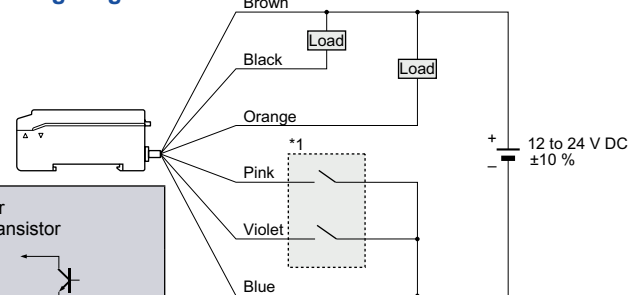 Brown
Load
Black
Load
Orange
*1
+
12 to 24 V DC
±10 %
–
Pink
Violet
ansistor
Blue